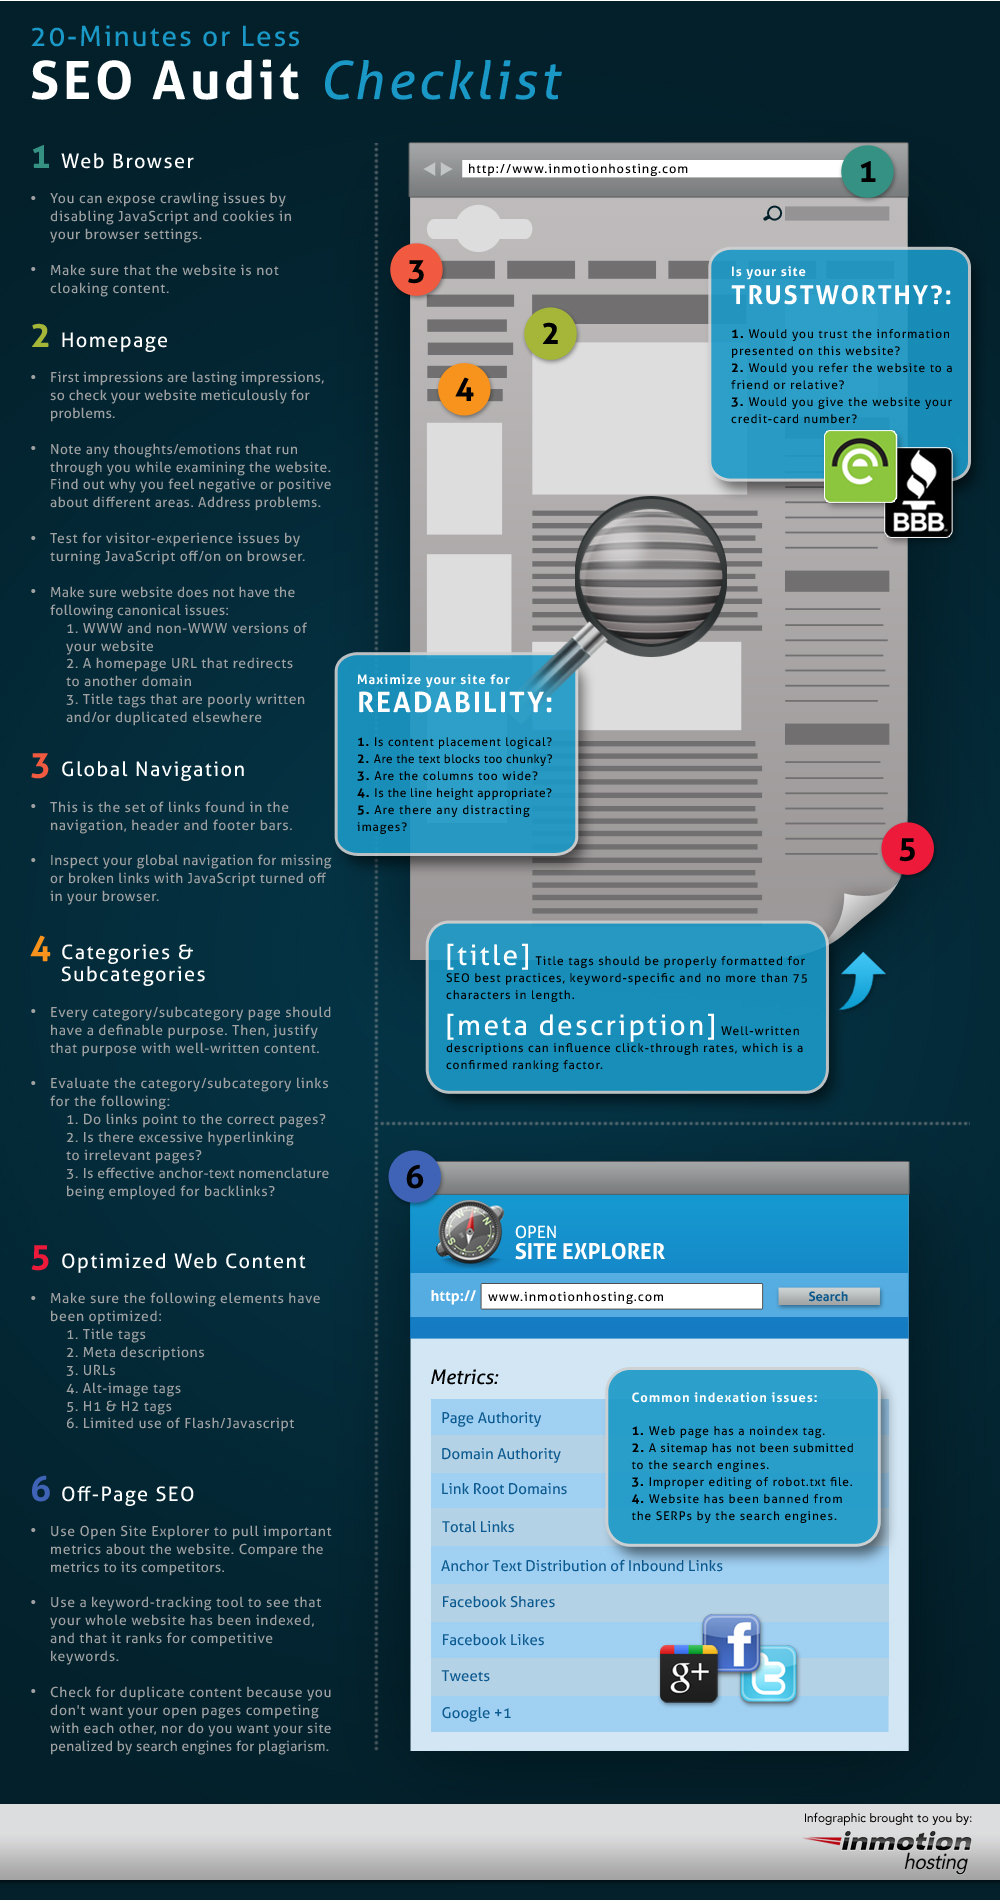 20-Minutes or Less
SEO Audit Checklist
1 Web Browser
• You can expose crawling issues by
disabling JavaScript and cookies in
your browser settings.
• Make sure that the website is not
cloaking content.
2 Homepage
• First impressions are lasting impressions,
so check your website meticulously for
problems.
• Note any thoughts/emotions that run
through you while examining the website.
Find out why you feel negative or positive
about different areas. Address problems.
• Test for visitor-experience issues by
turning JavaScript off/on on browser.
• Make sure website does not have the
following canonical issues:
1. WWW and non-WWW versions of
your website
2. A homepage URL that redirects
to another domain
3. Title tags that are poorly written
and/or duplicated elsewhere
3 Global Navigation
• This is the set of links found in the
navigation, header and footer bars.
• Inspect your global navigation for missing
or broken links with JavaScript turned off
in your browser.
4 Categories &
Subcategories
• Every category/subcategory page should
have a definable purpose. Then, justify
that purpose with well-written content.
• Evaluate the category/subcategory links
for the following:
1. Do links point to the correct pages?
2. Is there excessive hyperlinking
to irrelevant pages?
3. Is effective anchor-text nomenclature
being employed for backlinks?
5 Optimized Web Content
• Make sure the following elements have
been optimized:
1. Title tags
2. Meta descriptions
3. URLs
4. Alt-image tags
5. H1 & H2 tags
6. Limited use of Flash/Javascript
6 Off-Page SEO
• Use Open Site Explorer to pull important
metrics about the website. Compare the
metrics to its competitors.
• Use a keyword-tracking tool to see that
your whole website has been indexed,
and that it ranks for competitive
keywords.
• Check for duplicate content because you
don't want your open pages competing
with each other, nor do you want your site
penalized by search engines for plagiarism.
http://www.inmotionhosting.com
1
3
2
4
Is your site
TRUSTWORTHY?:
1. Would you trust the information
presented on this website?
2. Would you refer the website to a
friend or relative?
3. Would you give the website your
credit-card number?
e
BBB
Maximize your site for
READABILITY:
1. Is content placement logical?
2. Are the text blocks too chunky?
3. Are the columns too wide?
4. Is the line height appropriate?
5. Are there any distracting
images?
5
[title] Title tags should be properly formatted for
SEO best practices, keyword-specific and no more than 75
characters in length.
[meta description] Well-written
descriptions can influence click-through rates, which is a
confirmed ranking factor.
6
N
N
E
S
OPEN
SITE EXPLORER
http:// www.inmotionhosting.com Search
Metrics:
Page Authority
Domain Authority
Link Root Domains
Total Links
Anchor Text Distribution of Inbound Links
Facebook Shares
Facebook Likes
Tweets
Google +1
Common indexation issues:
1. Web page has a noindex tag.
2. A sitemap has not been submitted
to the search engines.
3. Improper editing of robot.txt file.
4. Website has been banned from
the SERPs by the search engines.
f
g+
t
Infographic brought to you by:
inmotion
hosting